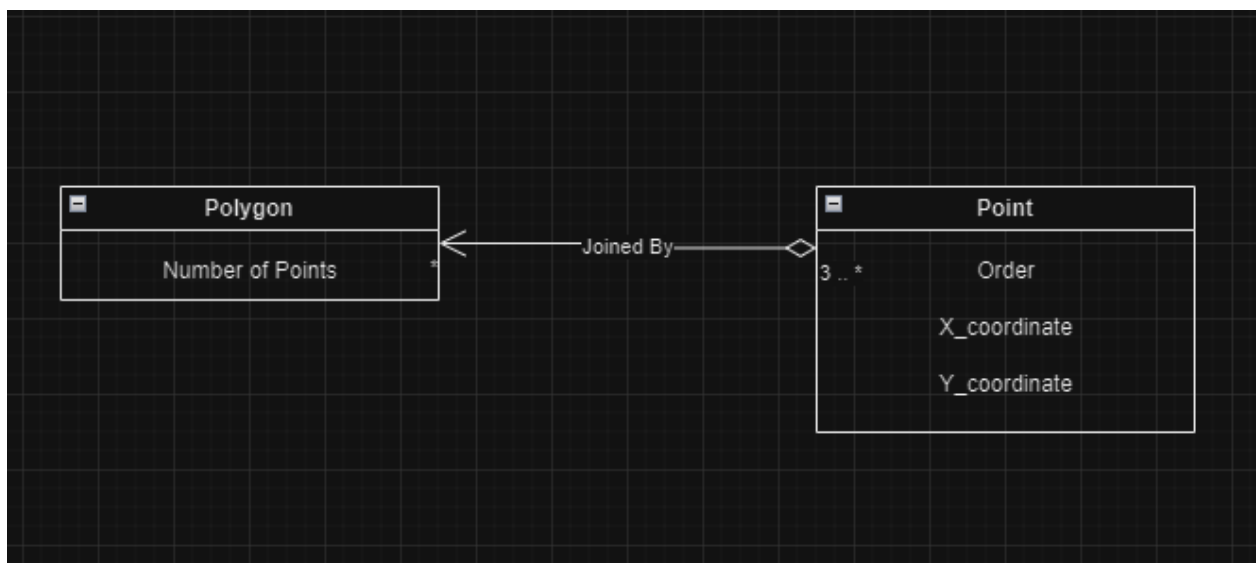 Polygon
Number of Points
*
Joined By
Point
3 .. *
Order
X_coordinate
Y_coordinate